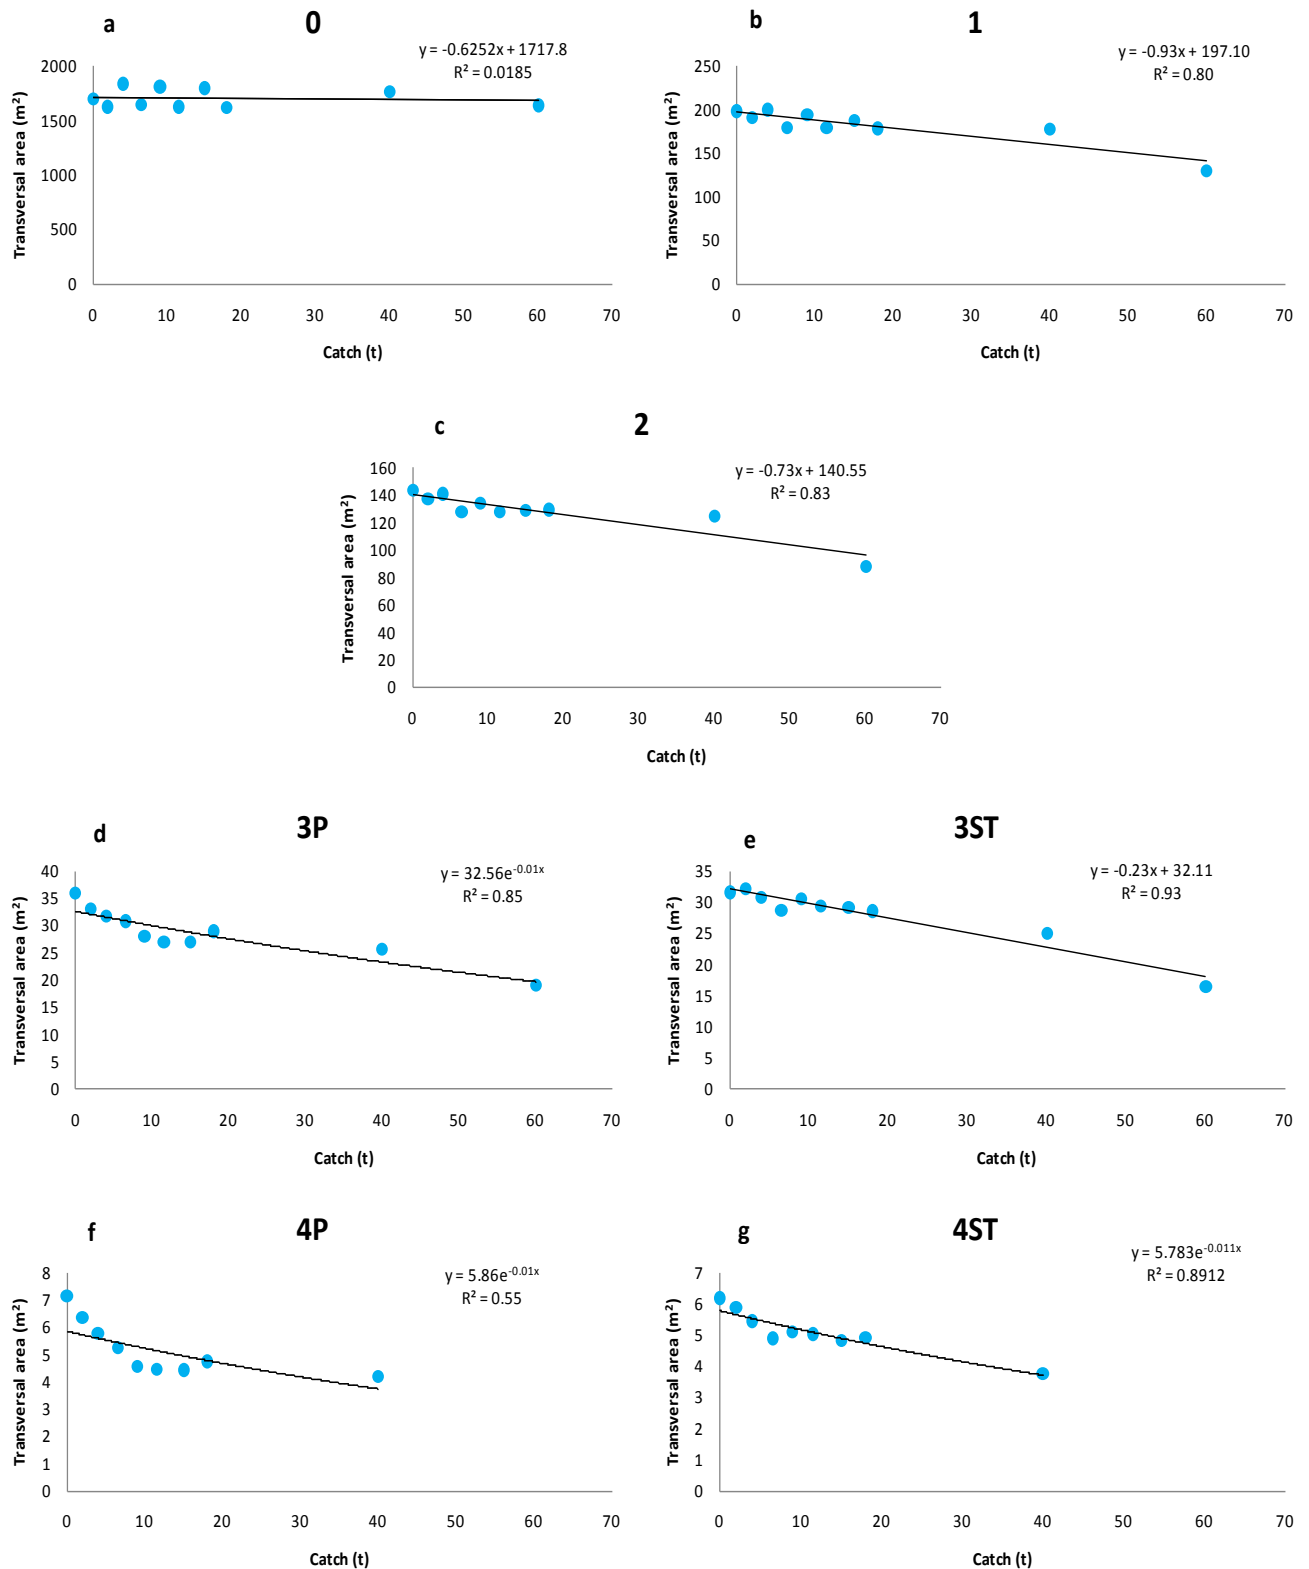 a
0
y = -0.6252x + 1717.8
R² = 0.0185
Transversal area (m²)
2000
1500
1000
500
0
0 10 20 30 40 50 60 70
Catch (t)
b
1
y = -0.93x + 197.10
R² = 0.80
Transversal area (m²)
250
200
150
100
50
0
0 10 20 30 40 50 60 70
Catch (t)
c
2
y = -0.73x + 140.55
R² = 0.83
Transversal area (m²)
160
140
120
100
80
60
40
20
0
0 10 20 30 40 50 60 70
Catch (t)
d
3P
y = 32.56e^-0.01x
R² = 0.85
Transversal area (m²)
40
35
30
25
20
15
10
5
0
0 10 20 30 40 50 60 70
Catch (t)
e
3ST
y = -0.23x + 32.11
R² = 0.93
Transversal area (m²)
35
30
25
20
15
10
5
0
0 10 20 30 40 50 60 70
Catch (t)
f
4P
y = 5.86e^-0.01x
R² = 0.55
Transversal area (m²)
8
7
6
5
4
3
2
1
0
0 10 20 30 40 50 60 70
Catch (t)
g
4ST
y = 5.783e^-0.011x
R² = 0.8912
Transversal area (m²)
7
6
5
4
3
2
1
0
0 10 20 30 40 50 60 70
Catch (t)